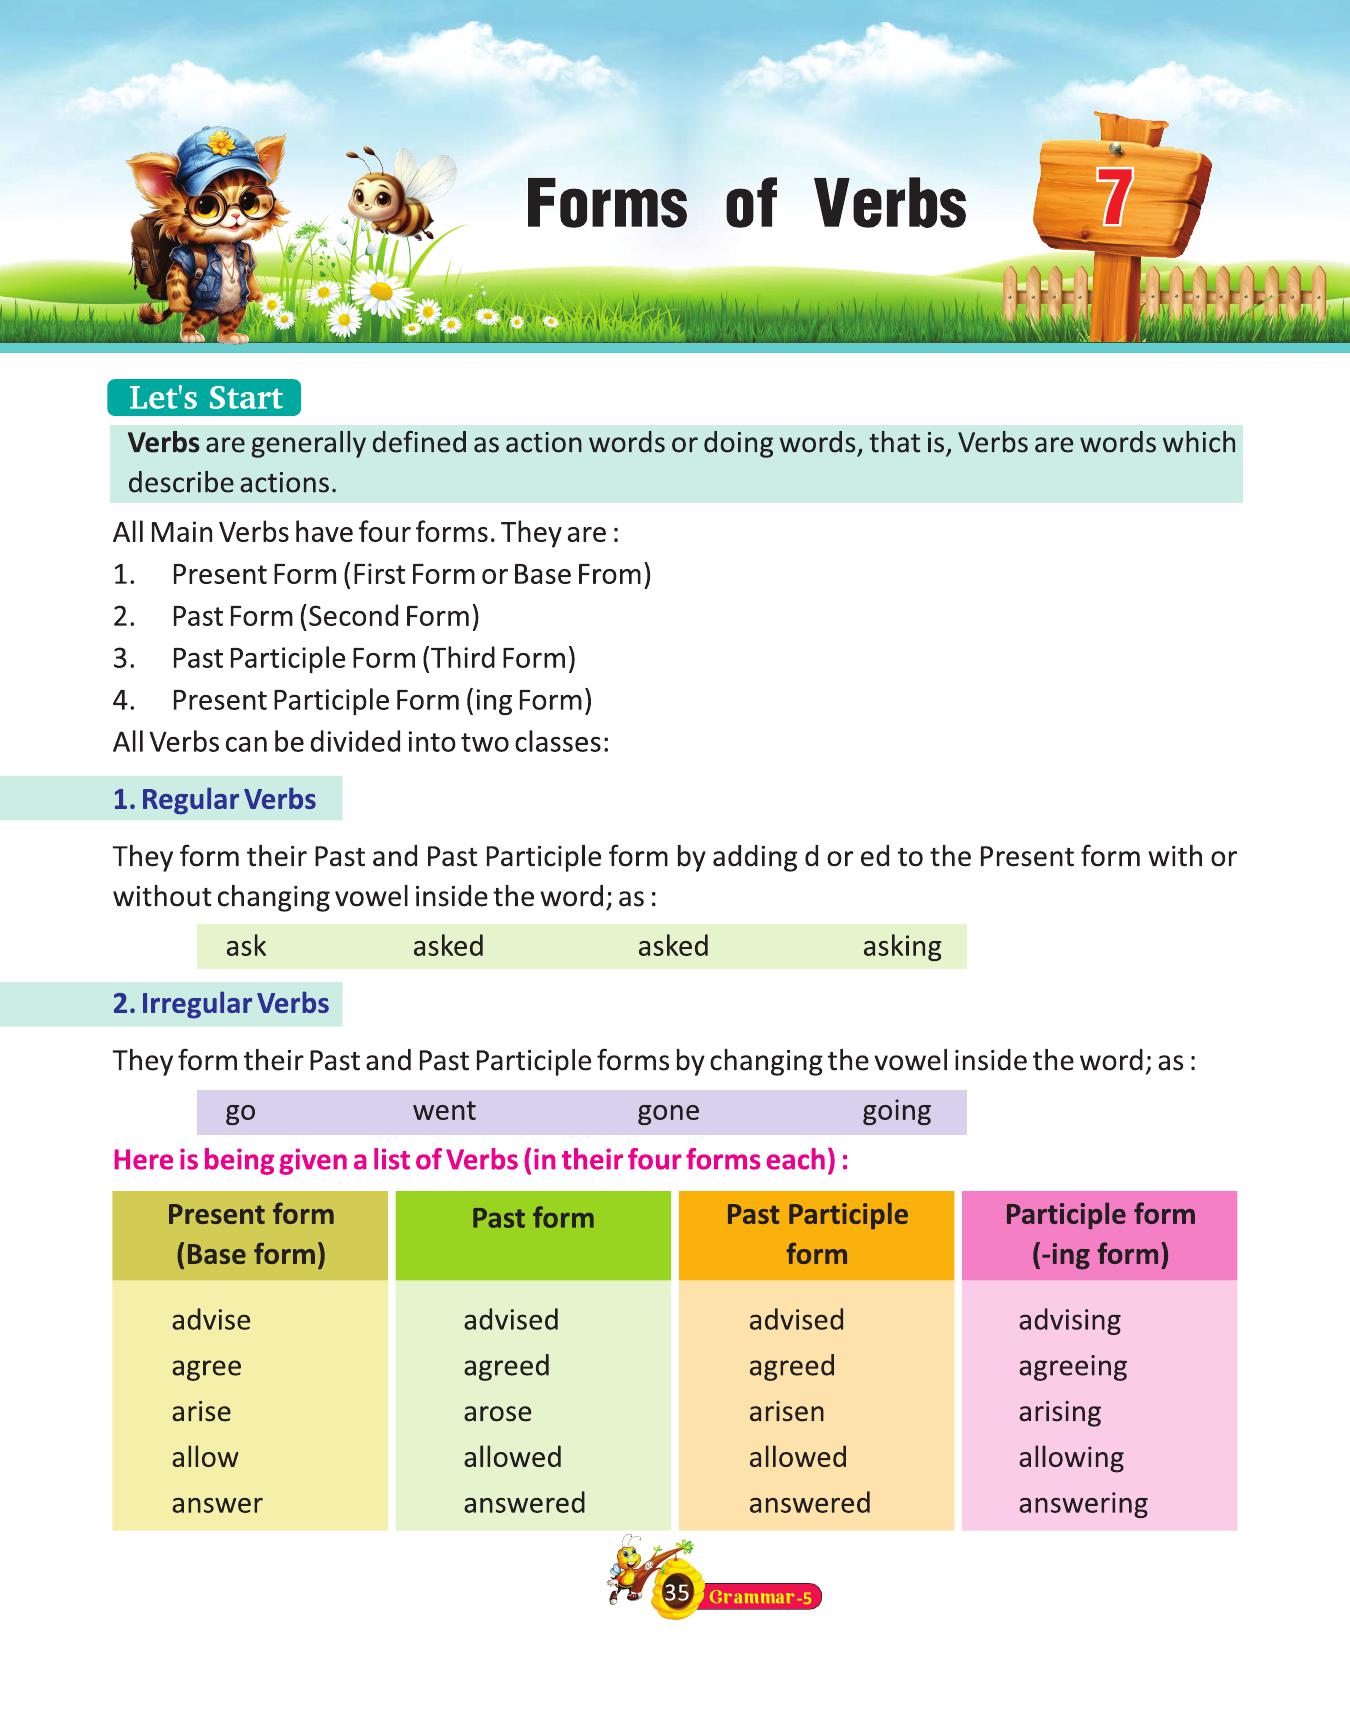 Forms of Verbs
7
Let's Start
Verbs are generally defined as action words or doing words, that is, Verbs are words which
describe actions.
All Main Verbs have four forms. They are :
1. Present Form (First Form or Base From)
2. Past Form (Second Form)
3. Past Participle Form (Third Form)
4. Present Participle Form (ing Form)
All Verbs can be divided into two classes:
1. Regular Verbs
They form their Past and Past Participle form by adding d or ed to the Present form with or
without changing vowel inside the word; as :
ask asked asked asking
2. Irregular Verbs
They form their Past and Past Participle forms by changing the vowel inside the word; as :
go went gone going
Here is being given a list of Verbs (in their four forms each) :
Present form Past form Past Participle Participle form
(Base form) form (-ing form)
advise advised advised advising
agree agreed agreed agreeing
arise arose arisen arising
allow allowed allowed allowing
answer answered answered answering
35 Grammar-5